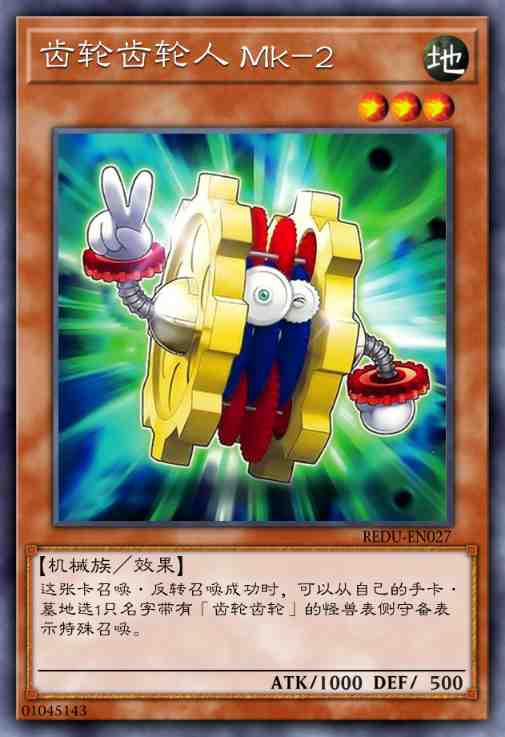 齿轮齿轮人 Mk-2
地
REDU-EN027
【机械族／效果】
这张卡召唤·反转召唤成功时，可以从自己的手卡·
墓地选1只名字带有「齿轮齿轮」的怪兽表侧守备表
示特殊召唤。
ATK/1000 DEF/ 500
01045143